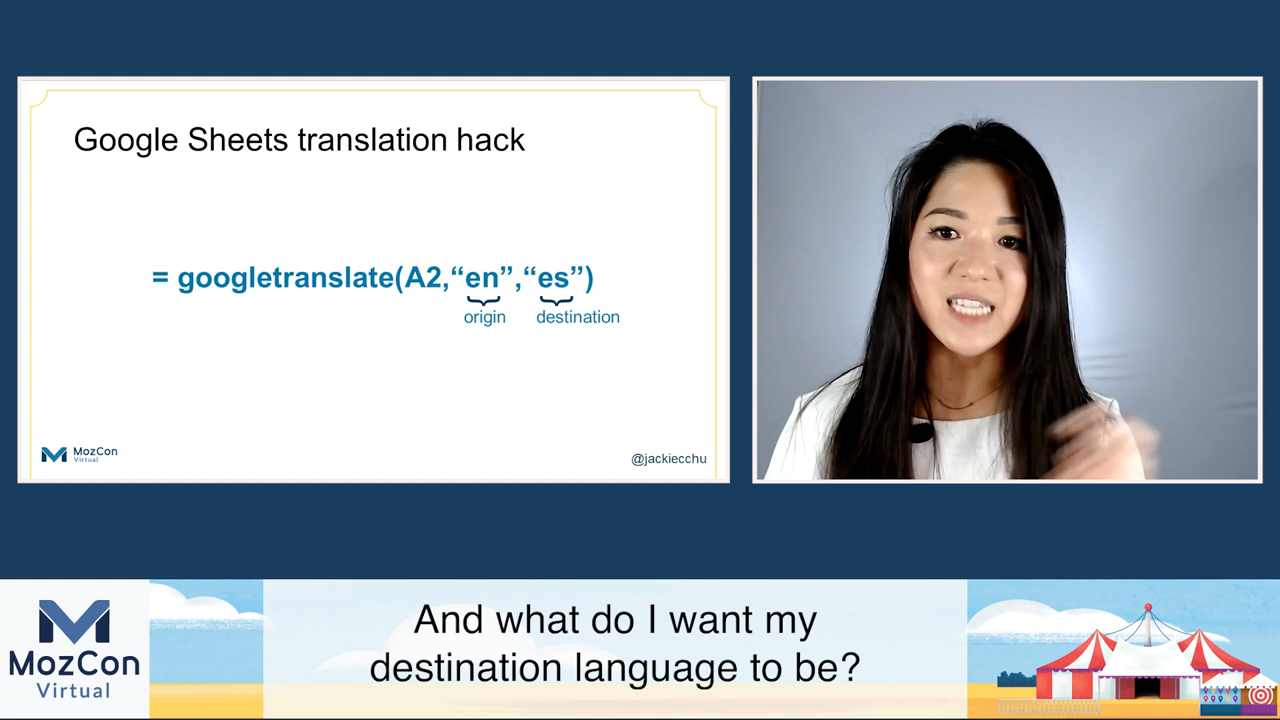 Google Sheets translation hack
= googletranslate(A2,“en”,“es”)
origin destination
MozCon
Virtual
@jackiecchu
MozCon
Virtual
And what do I want my
destination language to be?